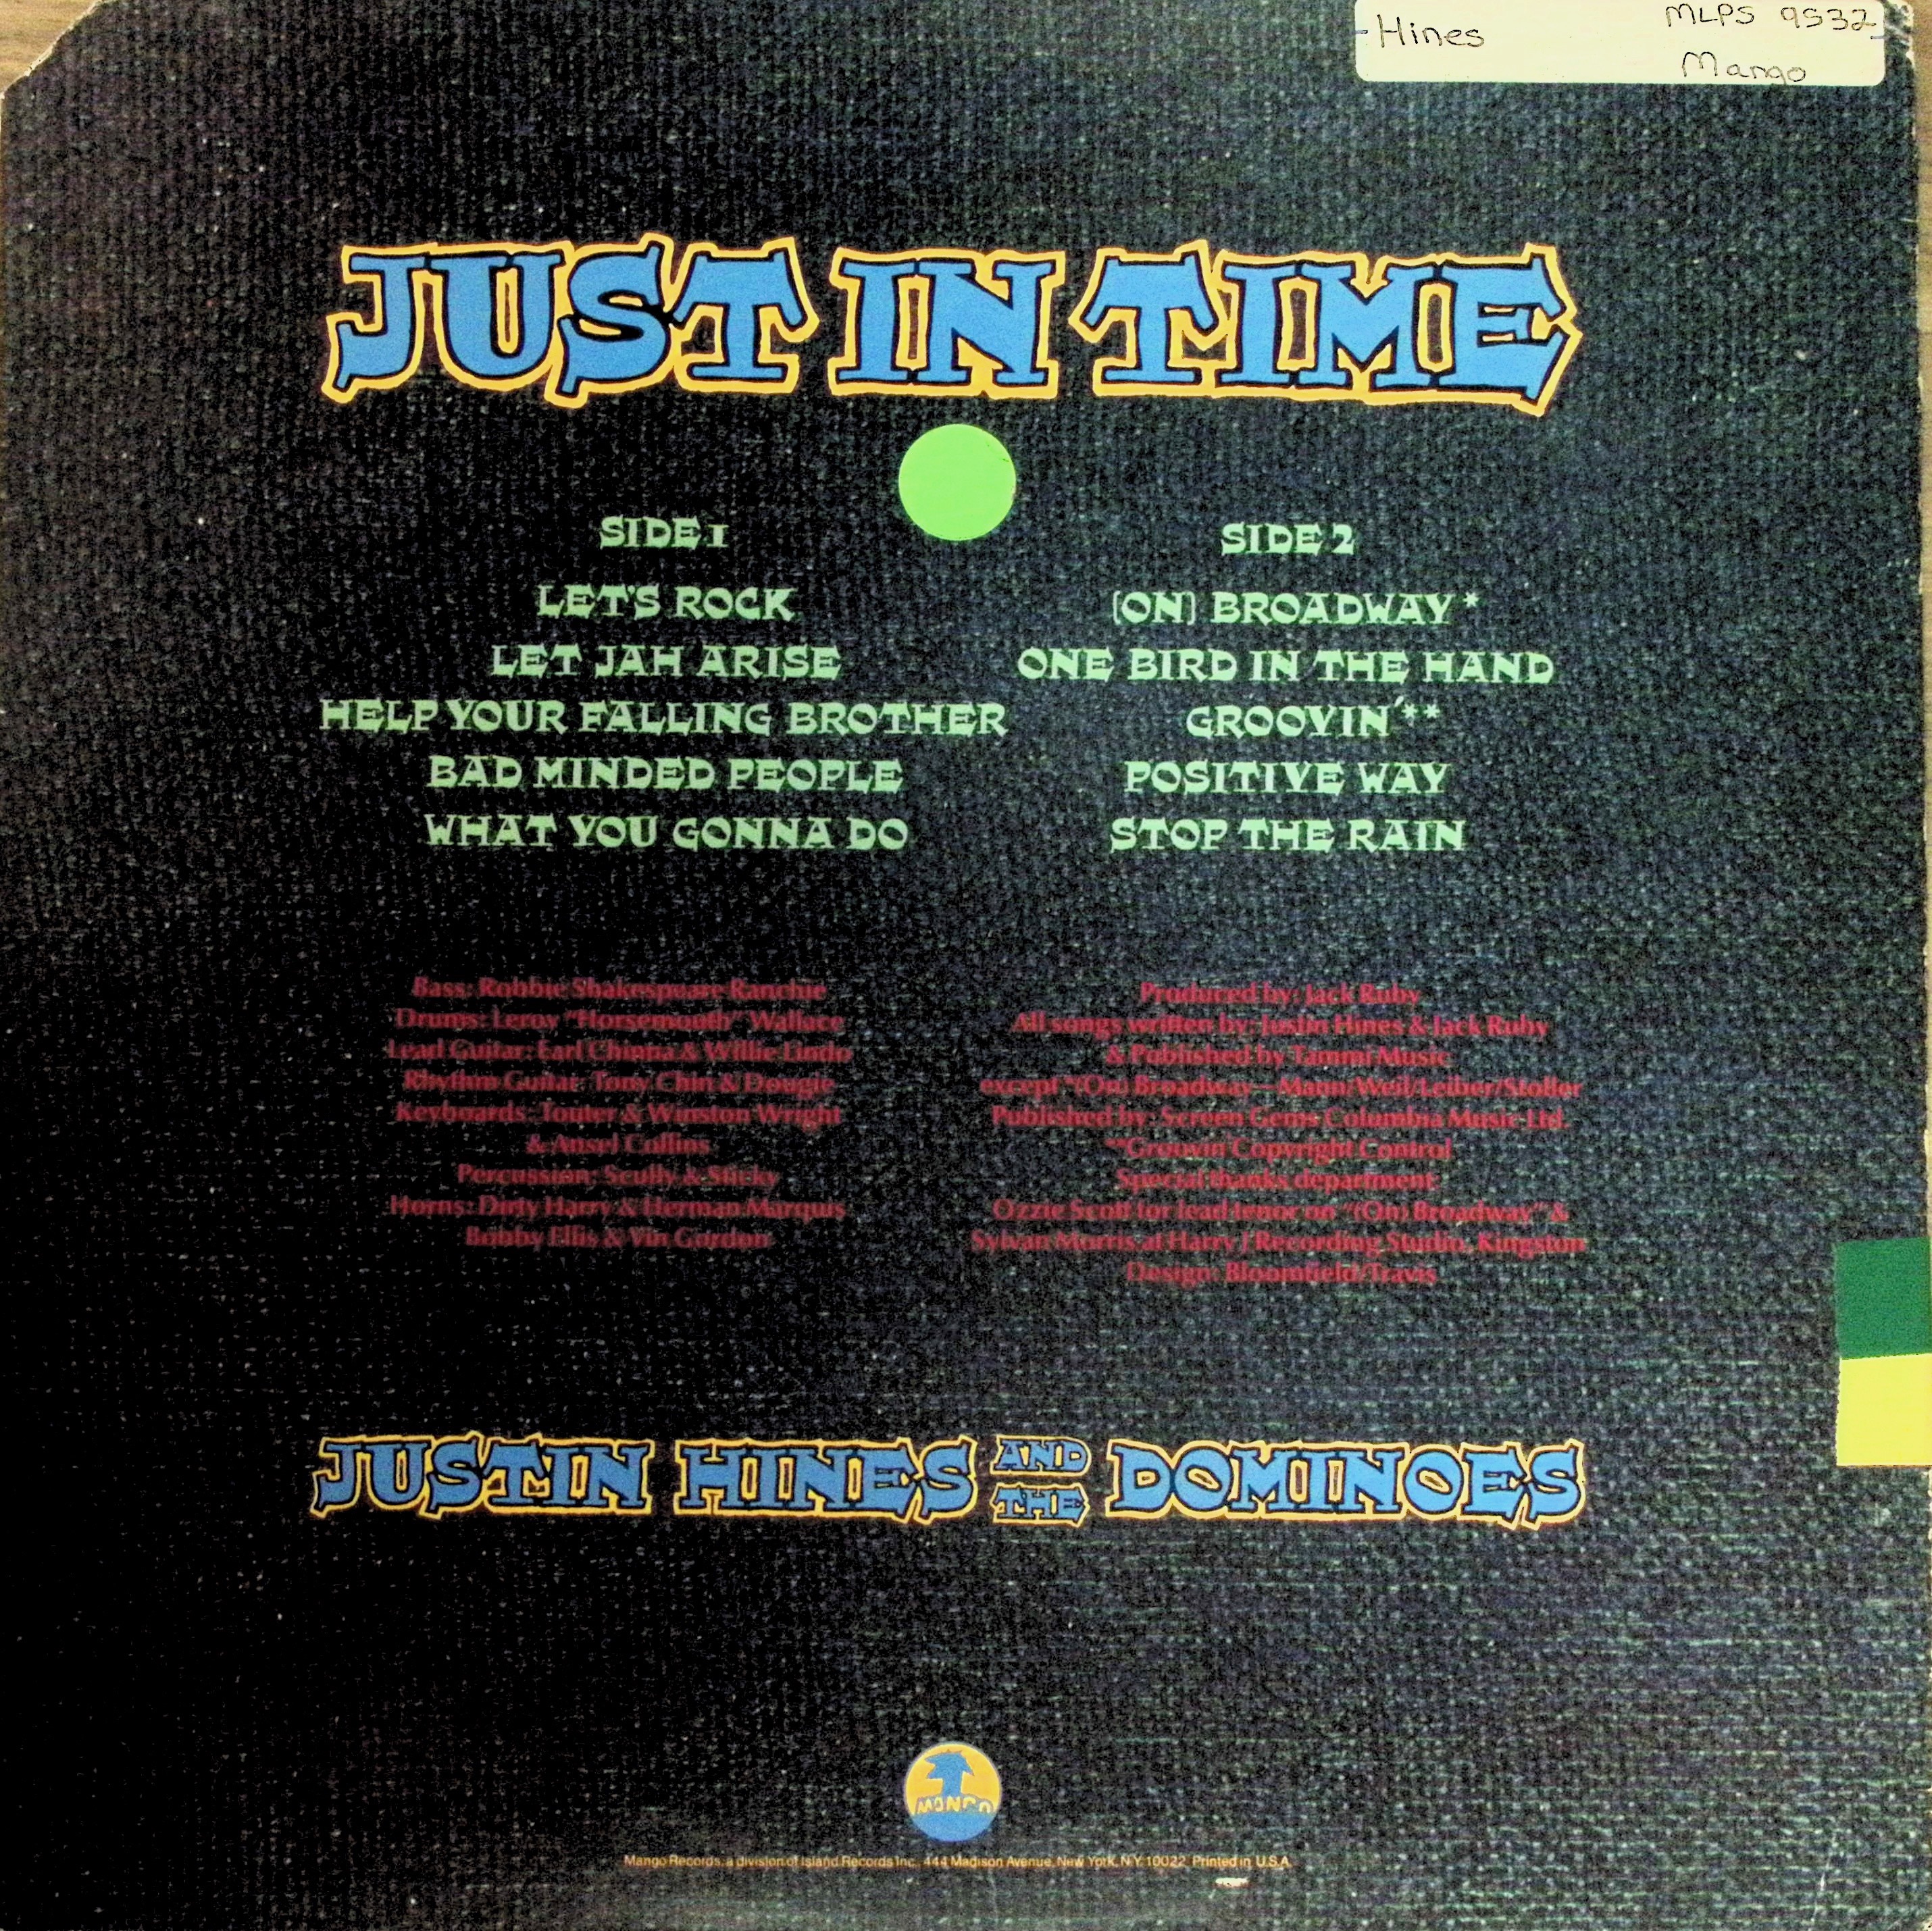 Hines MLPS 9532
Mango
JUST IN TIME
SIDE 1
LET'S ROCK
LET JAH ARISE
HELP YOUR FALLING BROTHER
BAD MINDED PEOPLE
WHAT YOU GONNA DO
SIDE 2
(ON) BROADWAY *
ONE BIRD IN THE HAND
GROOVIN'**
POSITIVE WAY
STOP THE RAIN
Bass: Robbie Shakespeare Ranchie
Drums: Leroy "Horsemouth" Wallace
Lead Guitar: Earl Chinna & Willie Lindo
Rhythm Guitar: Tony Chin & Dougie
Keyboards: Touter & Winston Wright
& Ansel Collins
Percussion: Scully & Sticky
Horns: Dirty Harry & Herman Marquis
Bobby Ellis & Vin Gordon
Produced by: Jack Ruby
All songs written by: Justin Hines & Jack Ruby
& Published by Tammi Music
except *(On) Broadway—Mann/Weil/Leiber/Stoller
Published by: Screen Gems Columbia Music Ltd.
**Groovin' Copyright Control
Special thanks department:
Ozzie Scott for lead tenor on "(On) Broadway" &
Sylvan Morris at Harry J Recording Studio, Kingston
Design: Bloomfield/Travis
JUSTIN HINES AND THE DOMINOES
MANGO
Mango Records, a division of Island Records Inc., 444 Madison Avenue, New York, N.Y. 10022 Printed in U.S.A.